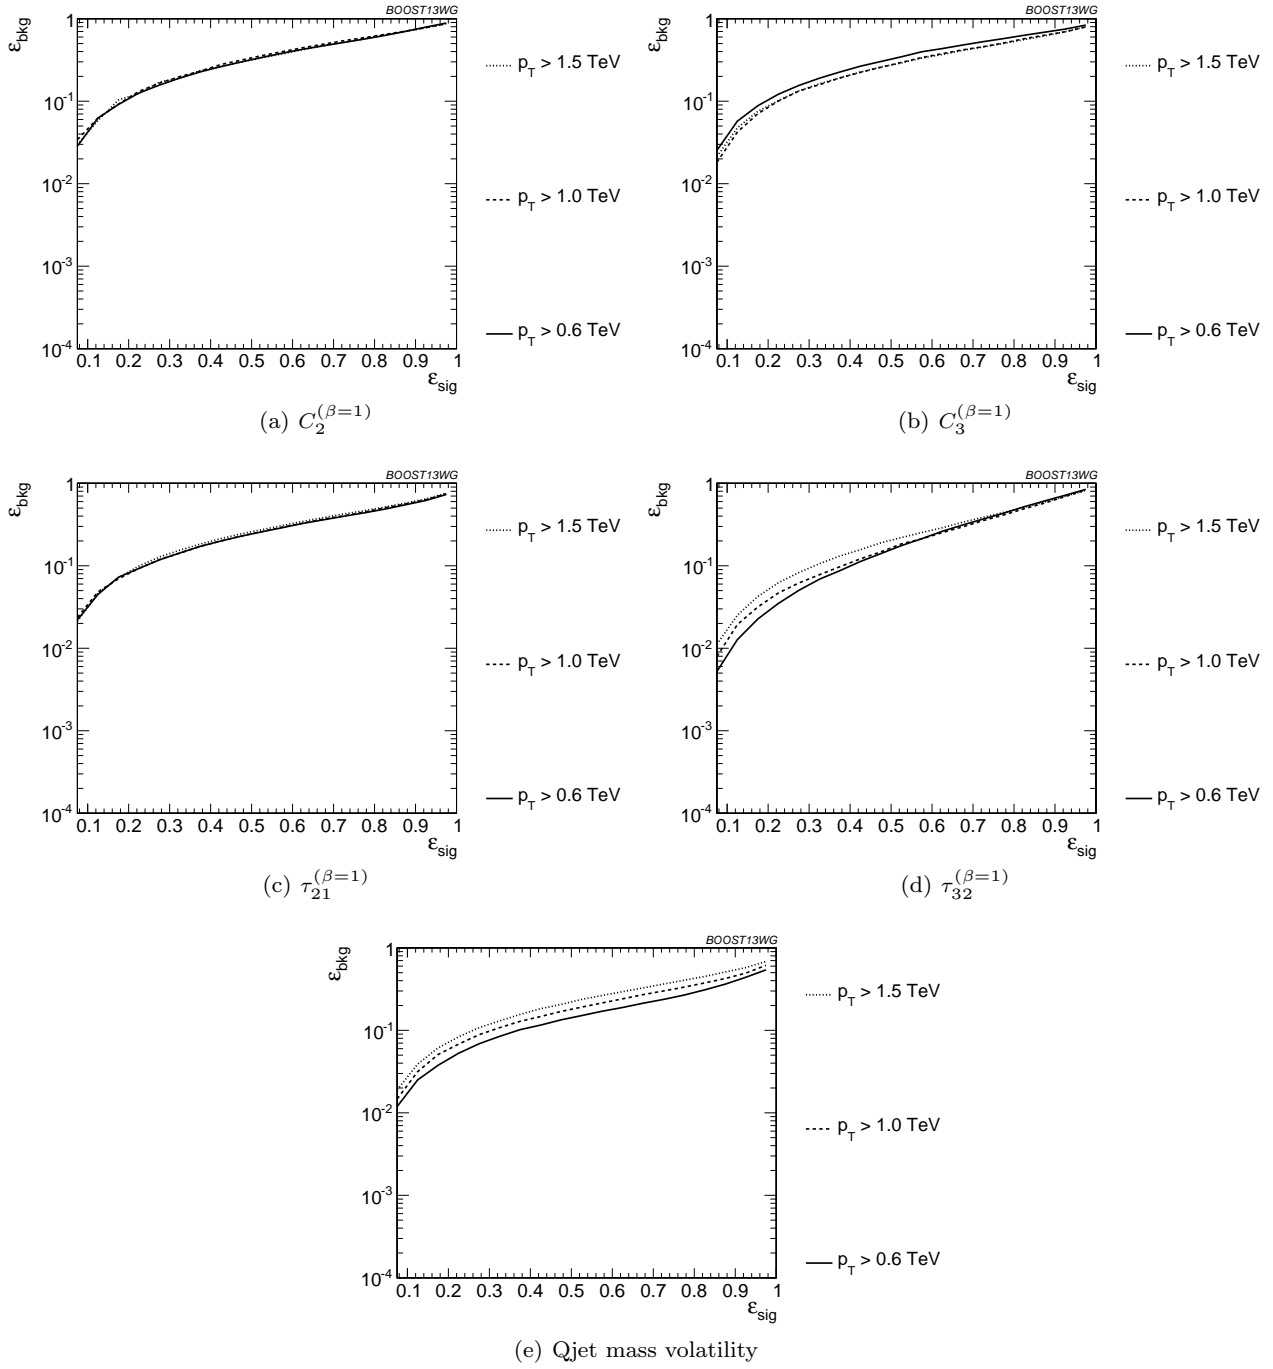 BOOST13WG
ε_bkg
1
10^-1
10^-2
10^-3
10^-4
0.1 0.2 0.3 0.4 0.5 0.6 0.7 0.8 0.9 1
ε_sig
p_T > 1.5 TeV
p_T > 1.0 TeV
p_T > 0.6 TeV
(a) C_2^(β=1)
BOOST13WG
ε_bkg
1
10^-1
10^-2
10^-3
10^-4
0.1 0.2 0.3 0.4 0.5 0.6 0.7 0.8 0.9 1
ε_sig
p_T > 1.5 TeV
p_T > 1.0 TeV
p_T > 0.6 TeV
(b) C_3^(β=1)
BOOST13WG
ε_bkg
1
10^-1
10^-2
10^-3
10^-4
0.1 0.2 0.3 0.4 0.5 0.6 0.7 0.8 0.9 1
ε_sig
p_T > 1.5 TeV
p_T > 1.0 TeV
p_T > 0.6 TeV
(c) τ_21^(β=1)
BOOST13WG
ε_bkg
1
10^-1
10^-2
10^-3
10^-4
0.1 0.2 0.3 0.4 0.5 0.6 0.7 0.8 0.9 1
ε_sig
p_T > 1.5 TeV
p_T > 1.0 TeV
p_T > 0.6 TeV
(d) τ_32^(β=1)
BOOST13WG
ε_bkg
1
10^-1
10^-2
10^-3
10^-4
0.1 0.2 0.3 0.4 0.5 0.6 0.7 0.8 0.9 1
ε_sig
p_T > 1.5 TeV
p_T > 1.0 TeV
p_T > 0.6 TeV
(e) Qjet mass volatility